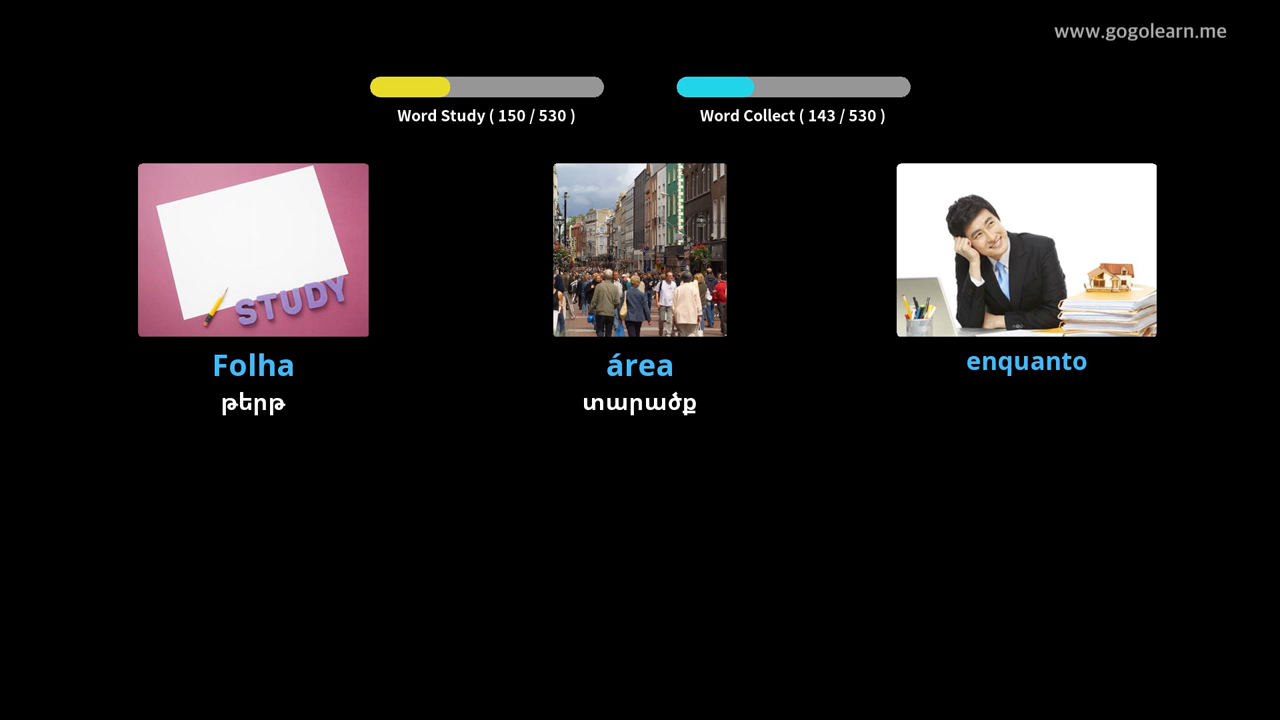 www.gogolearn.me
Word Study ( 150 / 530 )
Word Collect ( 143 / 530 )
STUDY
Folha
թերթ
área
տարածք
enquanto